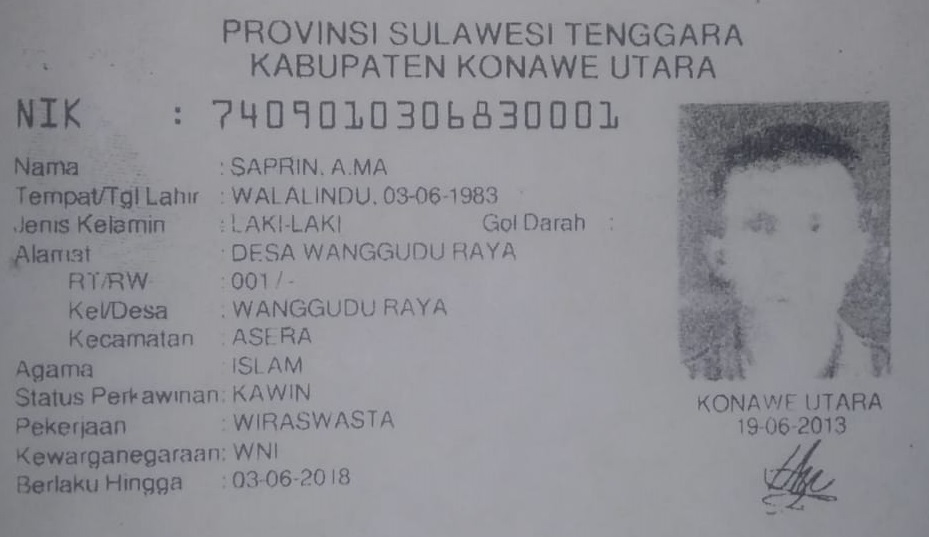 PROVINSI SULAWESI TENGGARA
KABUPATEN KONAWE UTARA
NIK : 7409010306830001
Nama : SAPRIN, A.MA
Tempat/Tgl Lahir : WALALINDU, 03-06-1983
Jenis Kelamin : LAKI-LAKI Gol Darah :
Alamat : DESA WANGGUDU RAYA
RT/RW : 001 / -
Kel/Desa : WANGGUDU RAYA
Kecamatan : ASERA
Agama : ISLAM
Status Perkawinan: KAWIN
Pekerjaan : WIRASWASTA
Kewarganegaraan: WNI
Berlaku Hingga : 03-06-2018
KONAWE UTARA
19-06-2013